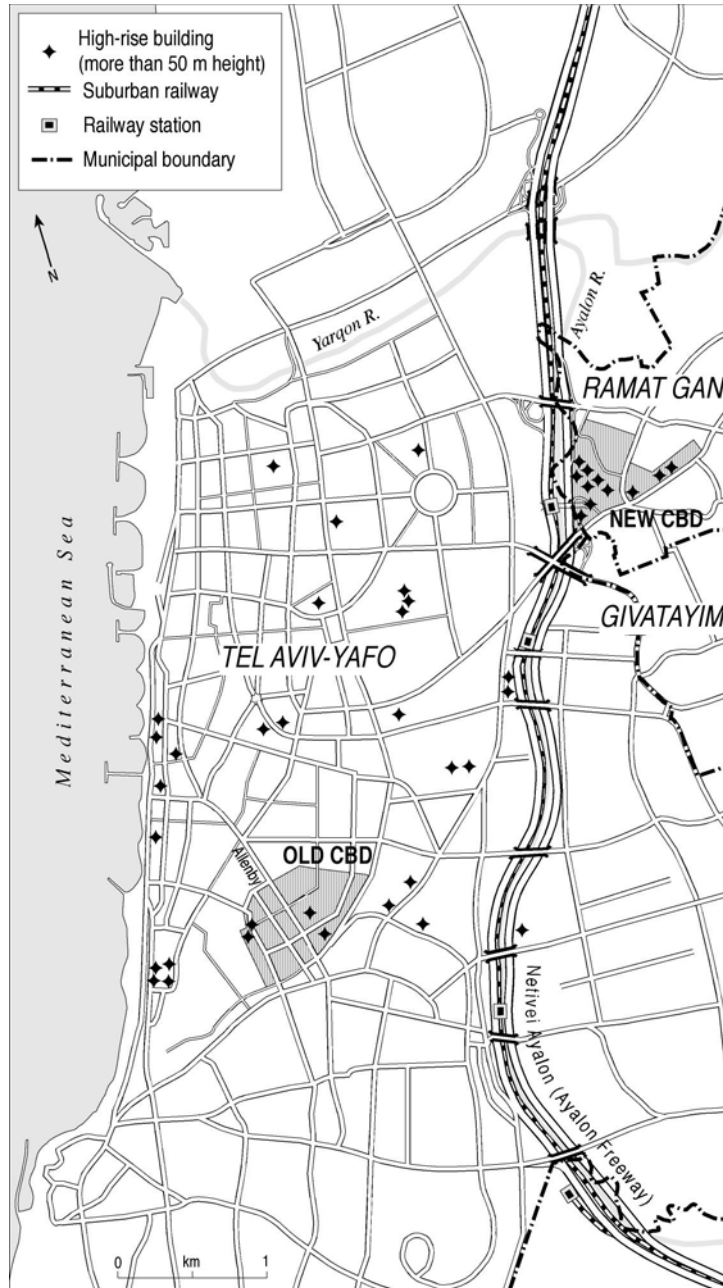 High-rise building
(more than 50 m height)
Suburban railway
Railway station
Municipal boundary
N
Yarqon R.
Ayalon R.
RAMAT GAN
NEW CBD
GIVATAYIM
Mediterranean Sea
TEL AVIV-YAFO
Allenby
OLD CBD
Netivei Ayalon (Ayalon Freeway)
0 km 1